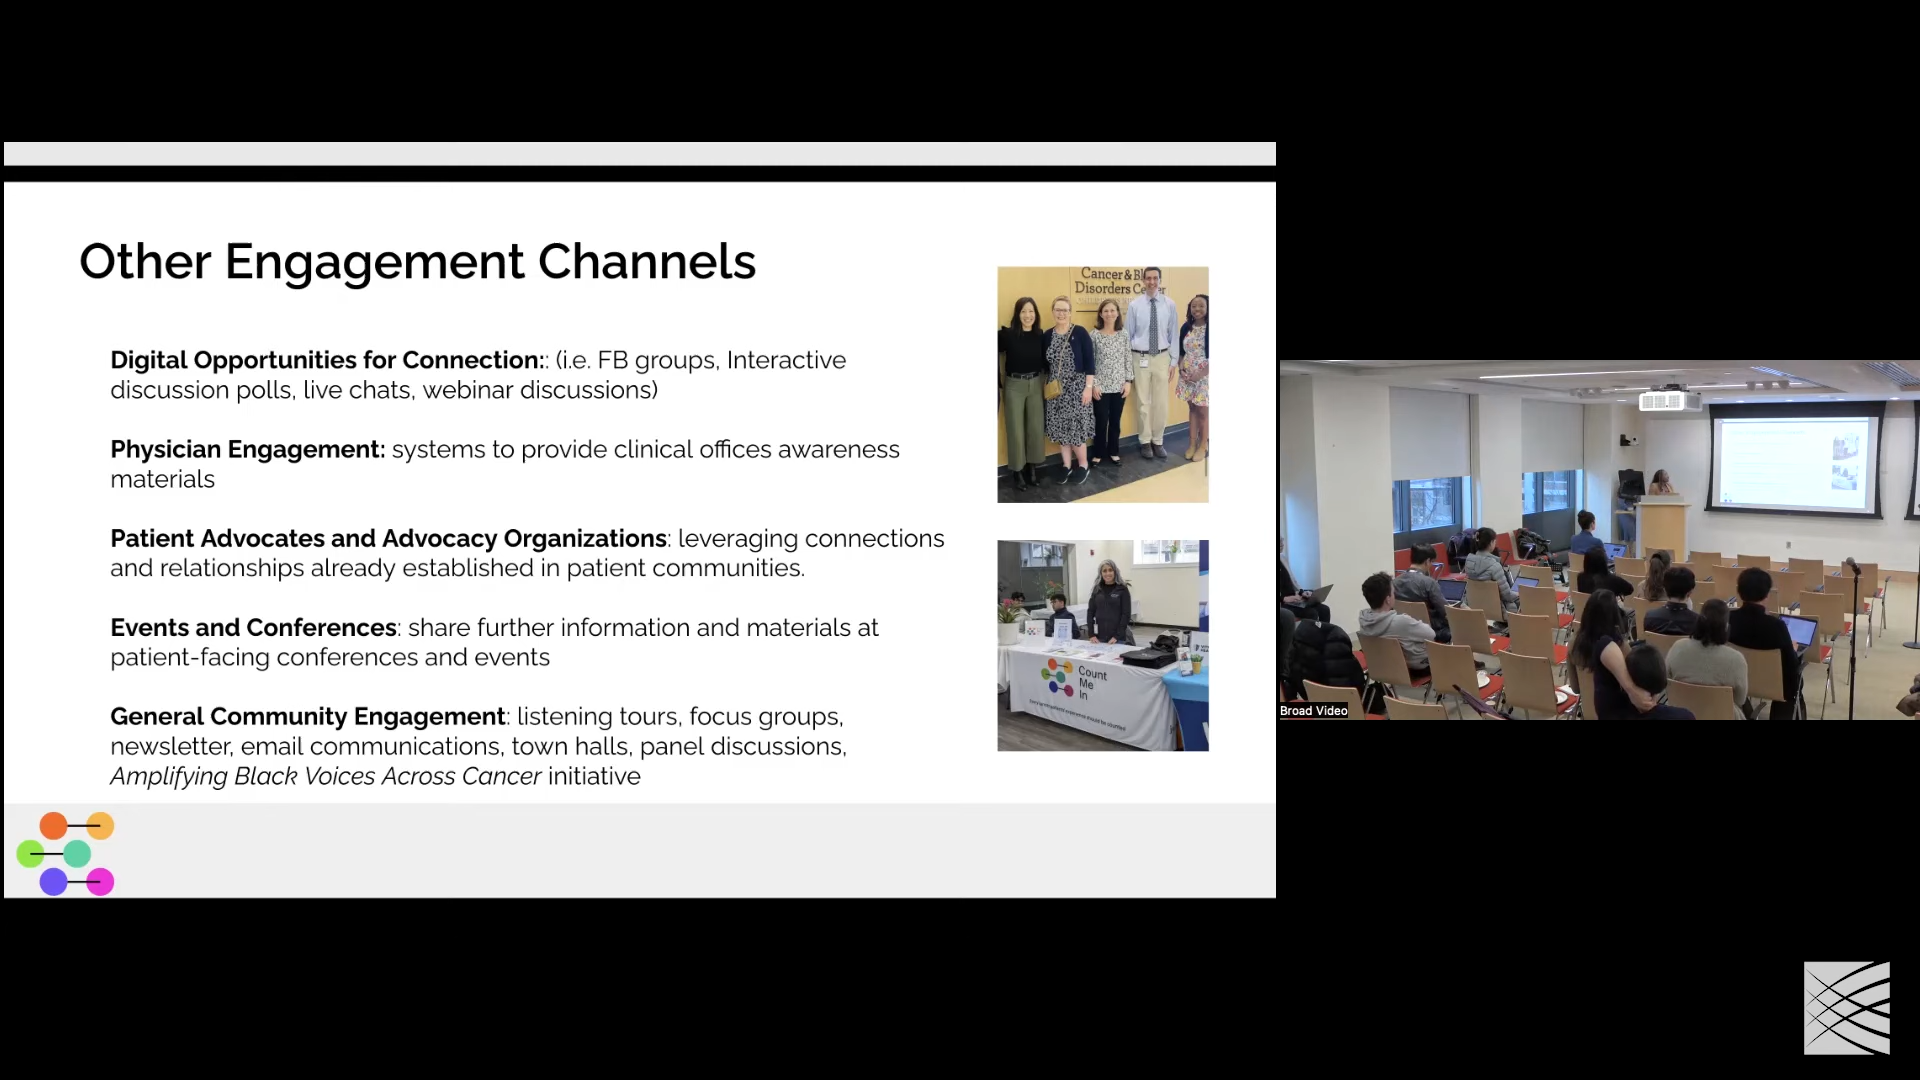 Other Engagement Channels
Digital Opportunities for Connection:: (i.e. FB groups, Interactive
discussion polls, live chats, webinar discussions)
Physician Engagement: systems to provide clinical offices awareness
materials
Patient Advocates and Advocacy Organizations: leveraging connections
and relationships already established in patient communities.
Events and Conferences: share further information and materials at
patient-facing conferences and events
General Community Engagement: listening tours, focus groups,
newsletter, email communications, town halls, panel discussions,
Amplifying Black Voices Across Cancer initiative
Cancer & Bl
Disorders Ce er
Count
Me
In
Broad Video